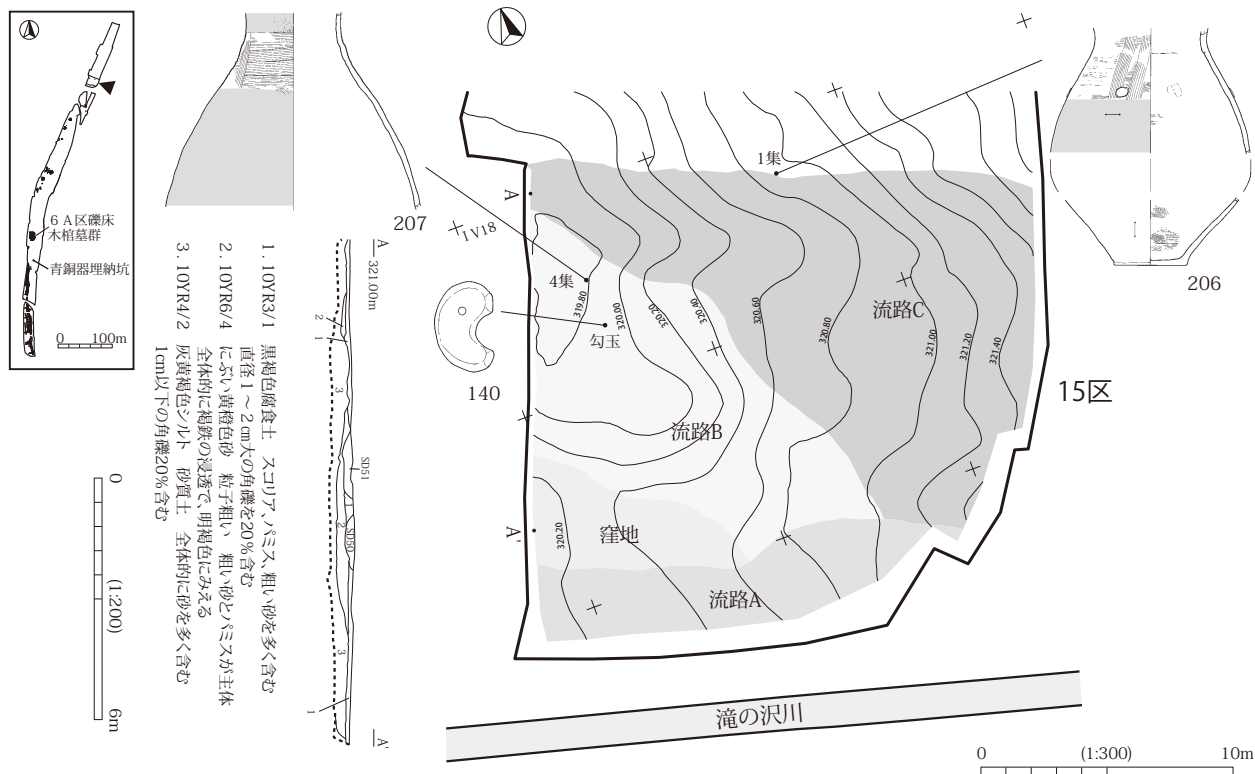 6A区礫床
木棺墓群
青銅器埋納坑
0 100m
207
IV18
140
4集
勾玉
1集
A
A'
319.80
320.00
320.20
320.40
320.60
320.80
321.00
321.20
321.40
320.20
流路C
流路B
窪地
流路A
15区
206
滝の沢川
0 (1:300) 10m
A
321.00m
2
1
3
SD51
2
SD50
3
1
A'
1. 10YR3/1 黒褐色腐食土 スコリア、パミス、粗い砂を多く含む
直径1～2cm大の角礫を20％含む
2. 10YR6/4 にぶい黄橙色砂 粒子粗い 粗い砂とパミスが主体
全体的に褐鉄の浸透で、明褐色にみえる
3. 10YR4/2 灰黄褐色シルト 砂質土 全体的に砂を多く含む
1cm以下の角礫20％含む
0 (1:200) 6m